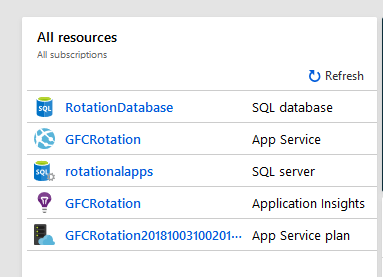 All resources
All subscriptions
Refresh
SQL RotationDatabase SQL database
GFCRotation App Service
SQL rotationalapps SQL server
GFCRotation Application Insights
GFCRotation20181003100201··· App Service plan